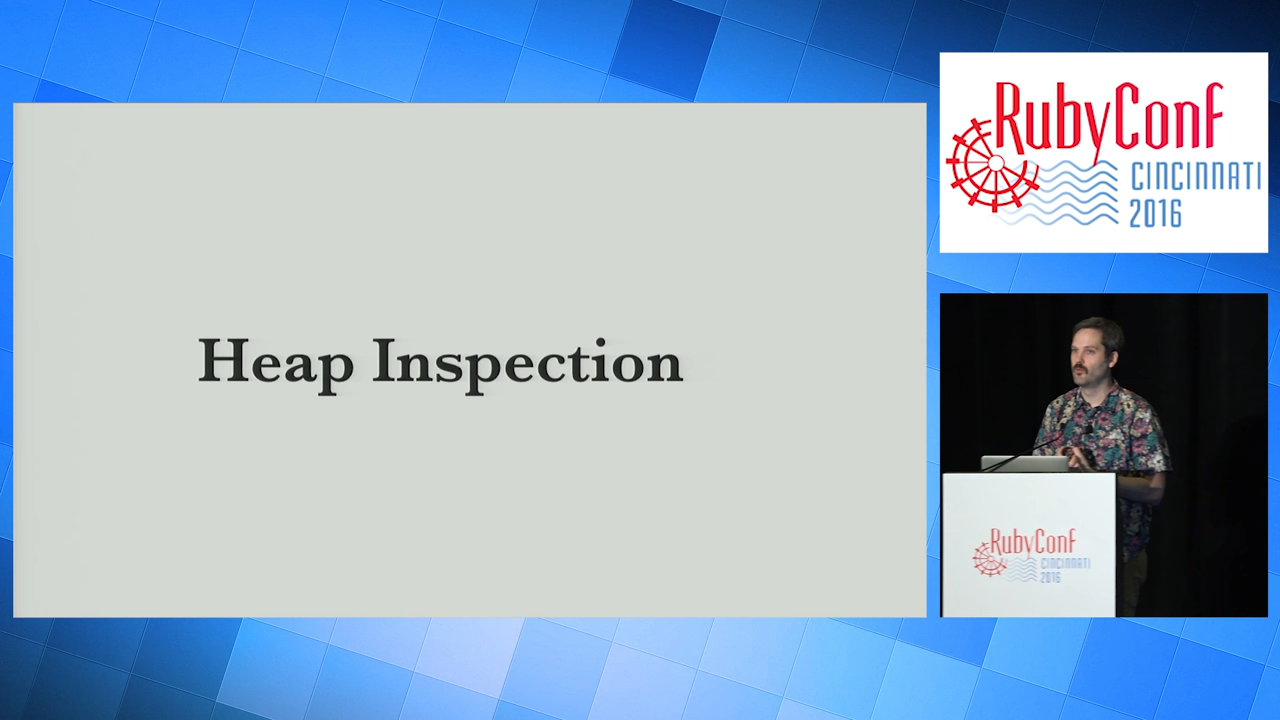 Heap Inspection
RubyConf
CINCINNATI
2016
RubyConf
CINCINNATI
2016